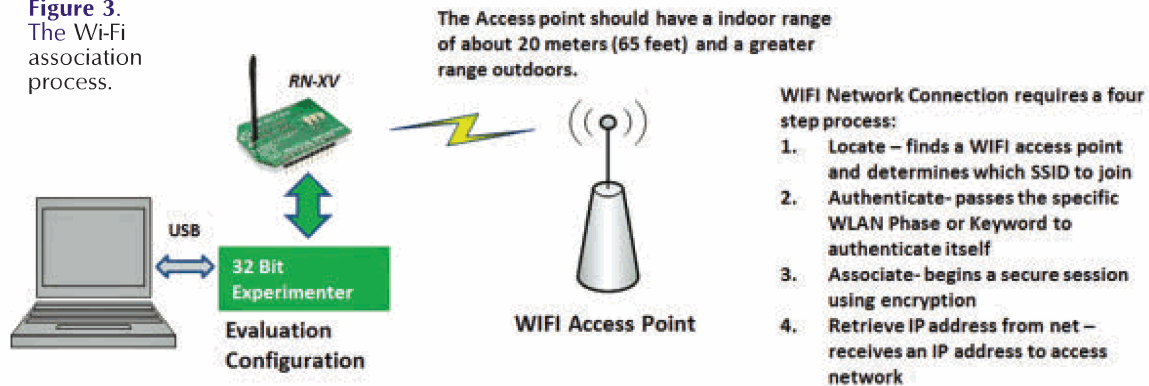 Figure 3.
The Wi-Fi
association
process.
The Access point should have a indoor range
of about 20 meters (65 feet) and a greater
range outdoors.
RN-XV
WIFI Network Connection requires a four
step process:
1. Locate – finds a WIFI access point
and determines which SSID to join
2. Authenticate- passes the specific
WLAN Phase or Keyword to
authenticate itself
3. Associate- begins a secure session
using encryption
4. Retrieve IP address from net –
receives an IP address to access
network
USB
32 Bit
Experimenter
Evaluation
Configuration
WIFI Access Point